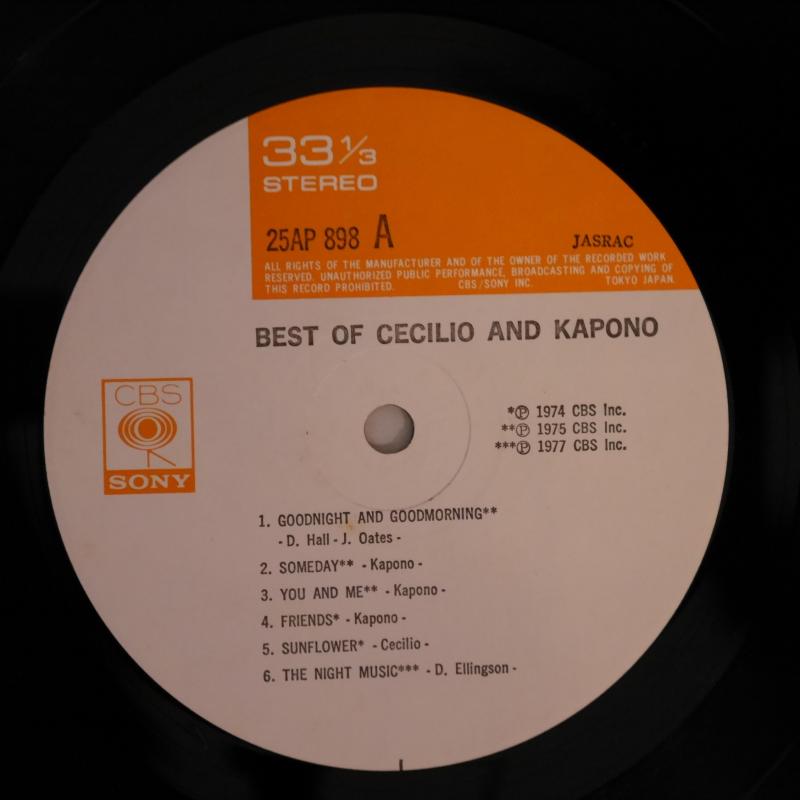 33 1/3
STEREO
25AP 898 A
JASRAC
ALL RIGHTS OF THE MANUFACTURER AND OF THE OWNER OF THE RECORDED WORK
RESERVED. UNAUTHORIZED PUBLIC PERFORMANCE, BROADCASTING AND COPYING OF
THIS RECORD PROHIBITED. CBS/SONY INC. TOKYO JAPAN.
BEST OF CECILIO AND KAPONO
CBS
SONY
*℗ 1974 CBS Inc.
**℗ 1975 CBS Inc.
***℗ 1977 CBS Inc.
1. GOODNIGHT AND GOODMORNING**
- D. Hall - J. Oates -
2. SOMEDAY** - Kapono -
3. YOU AND ME** - Kapono -
4. FRIENDS* - Kapono -
5. SUNFLOWER* - Cecilio -
6. THE NIGHT MUSIC*** - D. Ellingson -